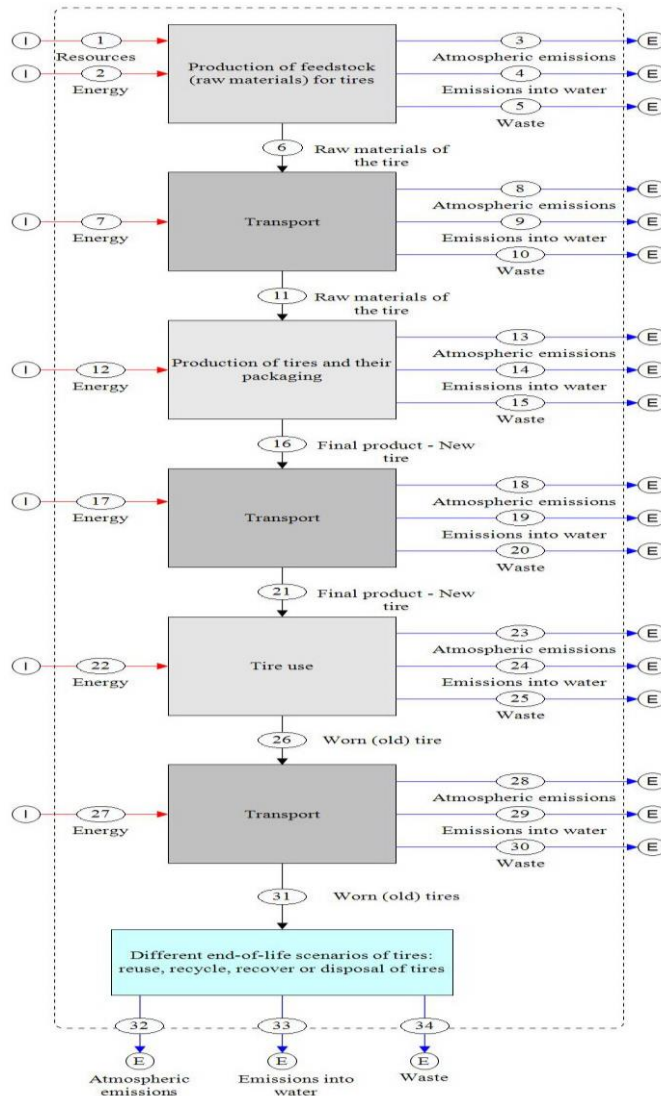 I 1 3 E
Resources
Atmospheric emissions
I 2 4 E
Energy
Emissions into water
Production of feedstock
(raw materials) for tires
5 E
Waste
6 Raw materials of
the tire
8 E
Atmospheric emissions
I 7 Transport 9 E
Energy
Emissions into water
10 E
Waste
11 Raw materials of
the tire
13 E
Atmospheric emissions
I 12 14 E
Energy
Production of tires and their
packaging
Emissions into water
15 E
Waste
16 Final product - New
tire
18 E
Atmospheric emissions
I 17 Transport 19 E
Energy
Emissions into water
20 E
Waste
21 Final product - New
tire
23 E
Atmospheric emissions
I 22 Tire use 24 E
Energy
Emissions into water
25 E
Waste
26 Worn (old) tire
28 E
Atmospheric emissions
I 27 Transport 29 E
Energy
Emissions into water
30 E
Waste
31 Worn (old) tires
Different end-of-life scenarios of tires:
reuse, recycle, recover or disposal of tires
32 33 34
E E E
Atmospheric
emissions
Emissions into
water
Waste